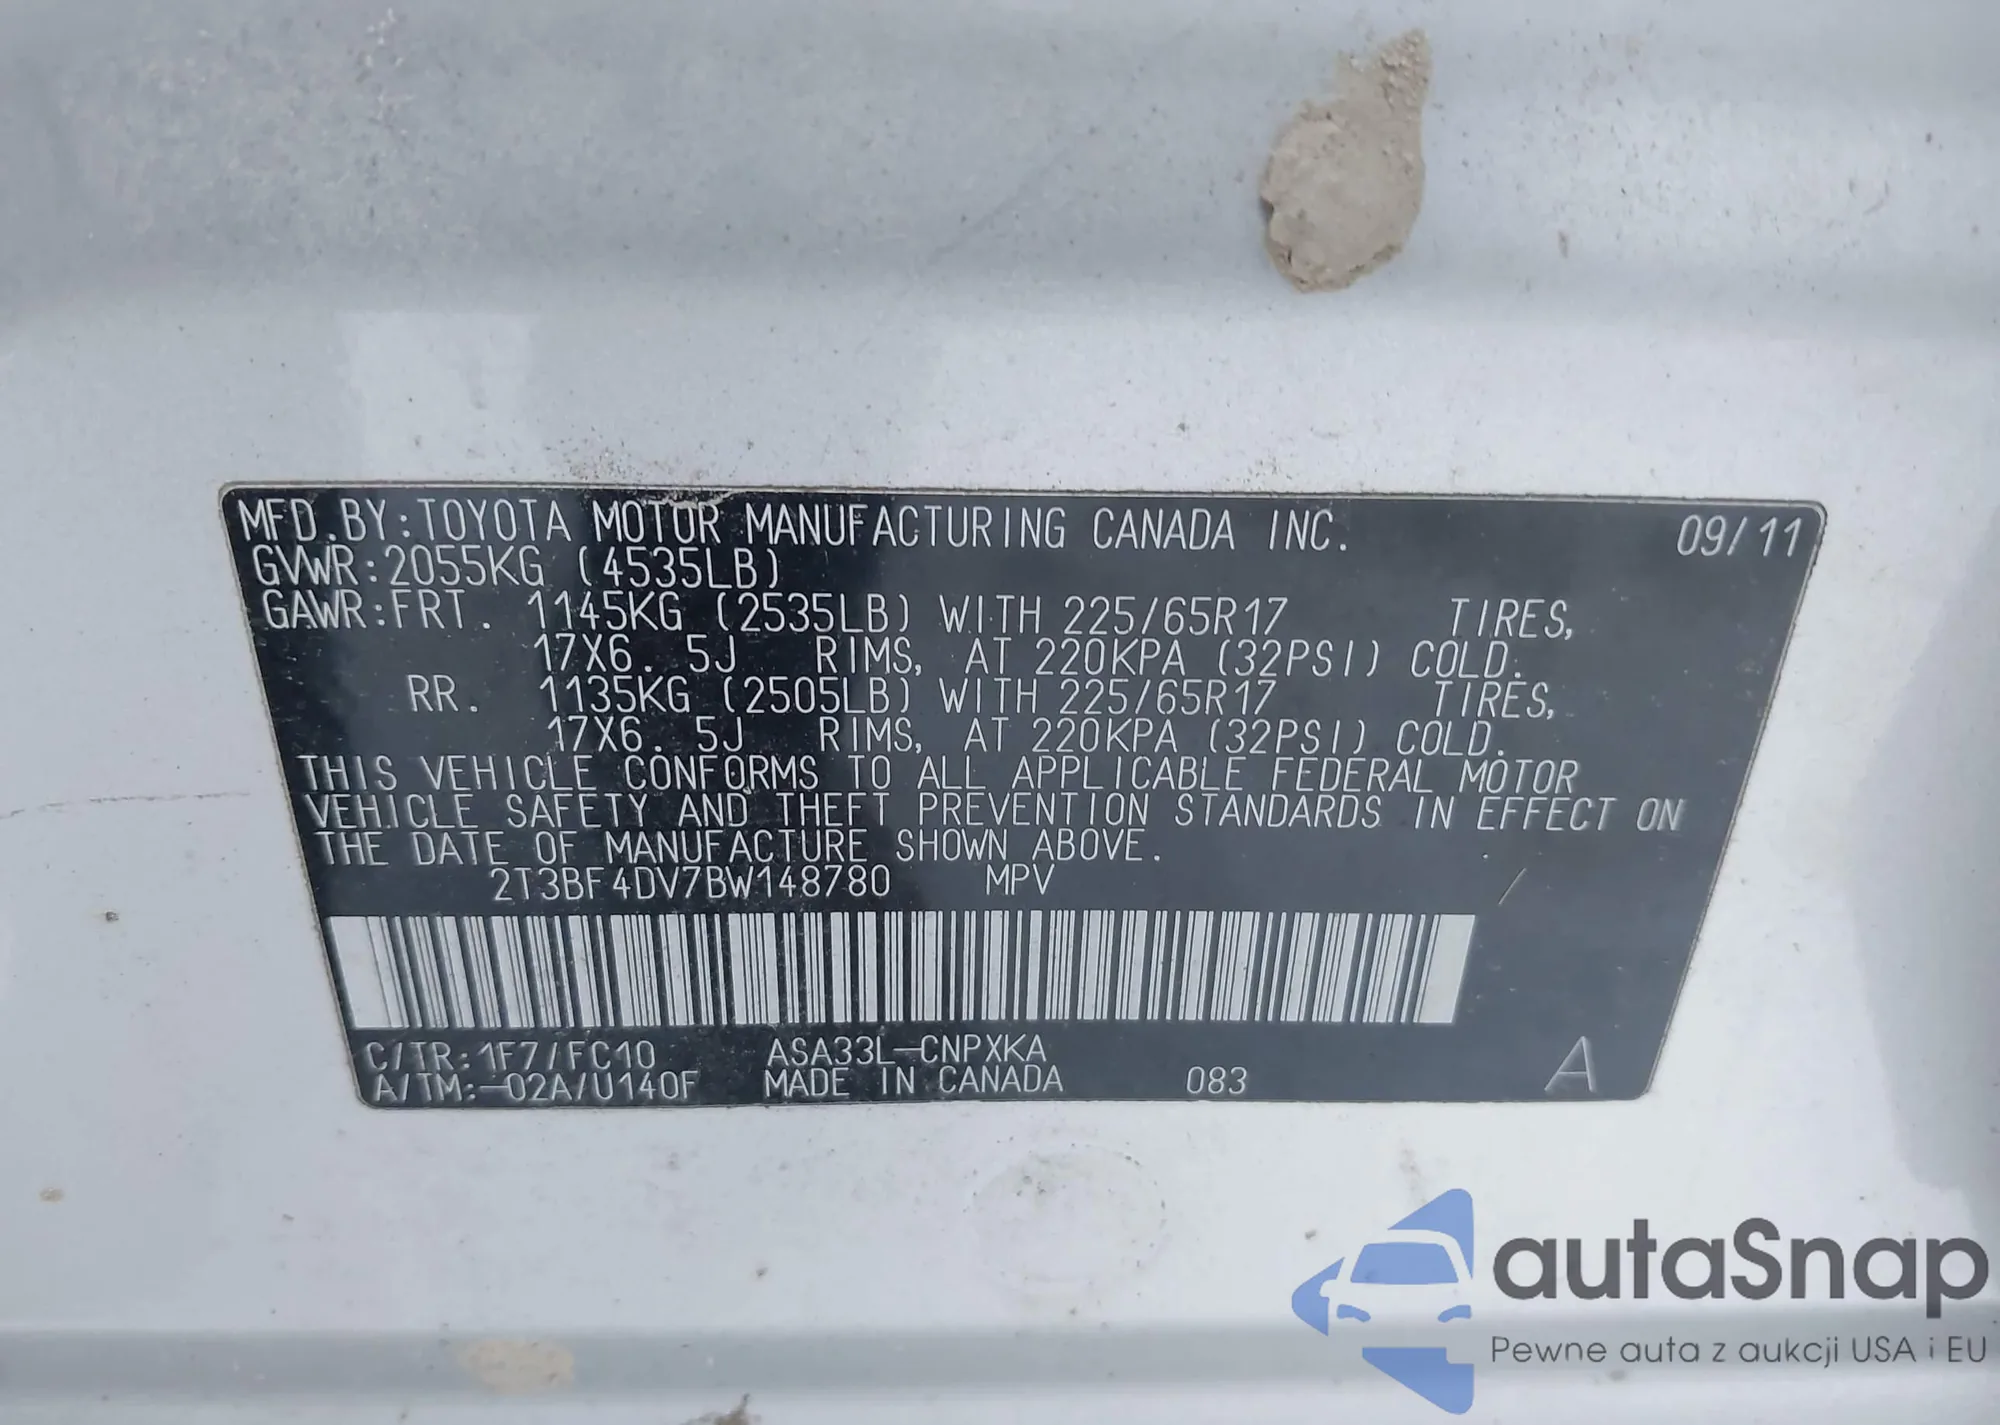 MFD.BY:TOYOTA MOTOR MANUFACTURING CANADA INC. 09/11
GVWR:2055KG (4535LB)
GAWR:FRT. 1145KG (2535LB) WITH 225/65R17 TIRES,
17X6.5J RIMS, AT 220KPA (32PSI) COLD.
RR. 1135KG (2505LB) WITH 225/65R17 TIRES,
17X6.5J RIMS, AT 220KPA (32PSI) COLD.
THIS VEHICLE CONFORMS TO ALL APPLICABLE FEDERAL MOTOR
VEHICLE SAFETY AND THEFT PREVENTION STANDARDS IN EFFECT ON
THE DATE OF MANUFACTURE SHOWN ABOVE.
2T3BF4DV7BW148780 MPV
C/TR:1F7/FC10 ASA33L-CNPXKA
A/TM:-02A/U140F MADE IN CANADA 083 A
autaSnap
Pewne auta z aukcji USA i EU